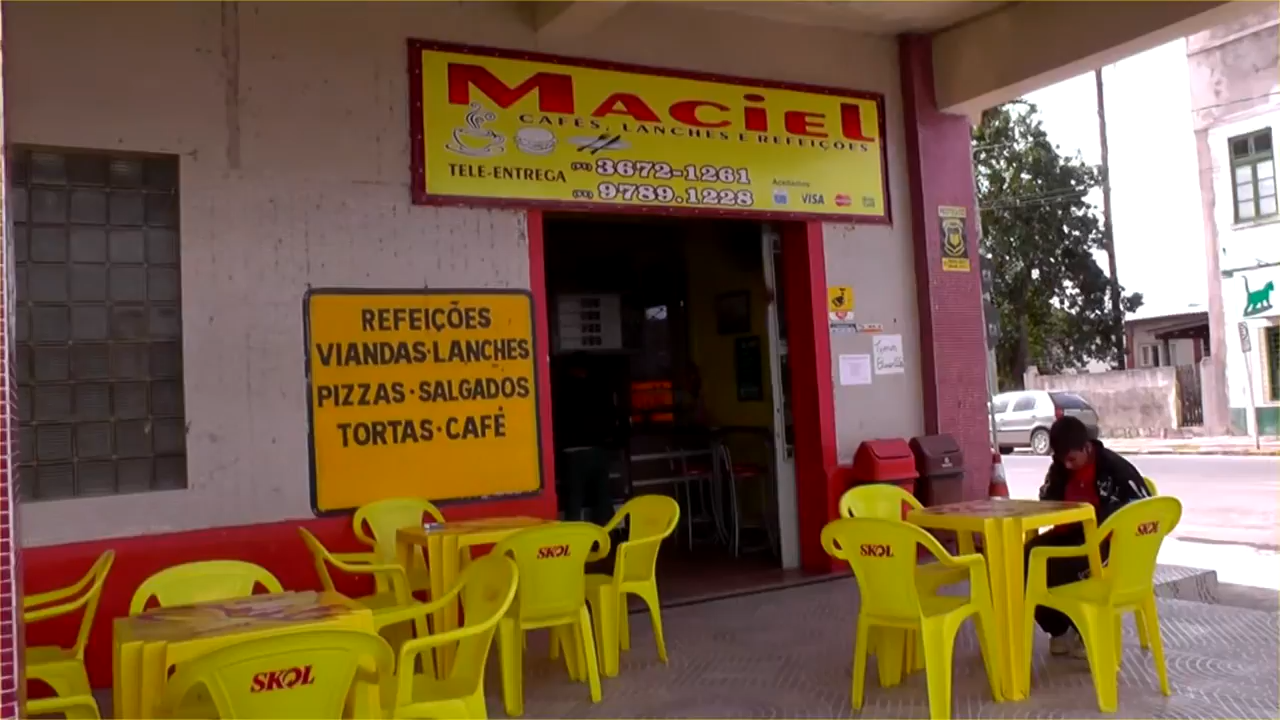 MACiEL
CAFÉS, LANCHES E REFEIÇÕES
TELE-ENTREGA
3672-1261
9789.1228
Aceitamos
VISA
REFEIÇÕES
VIANDAS·LANCHES
PIZZAS·SALGADOS
TORTAS·CAFÉ
SKOL
SKOL
SKOL
SKOL